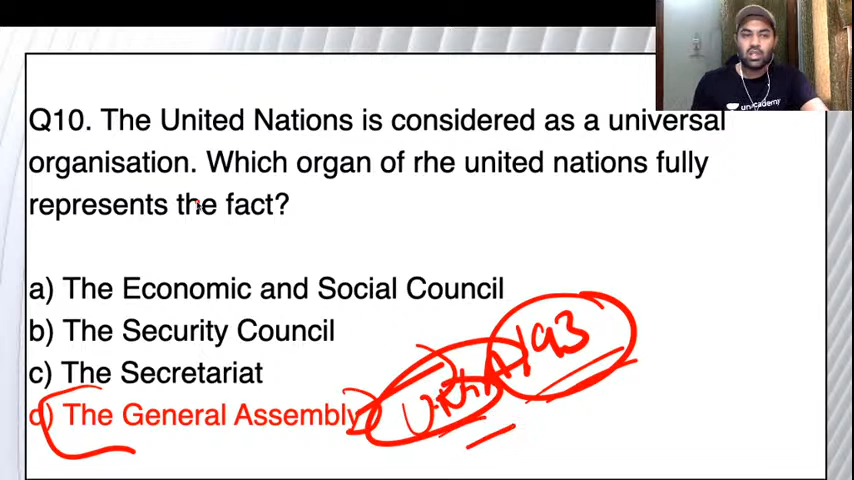 unacademy
Q10. The United Nations is considered as a universal
organisation. Which organ of rhe united nations fully
represents the fact?
a) The Economic and Social Council
b) The Security Council
193
c) The Secretariat
d) The General Assembly